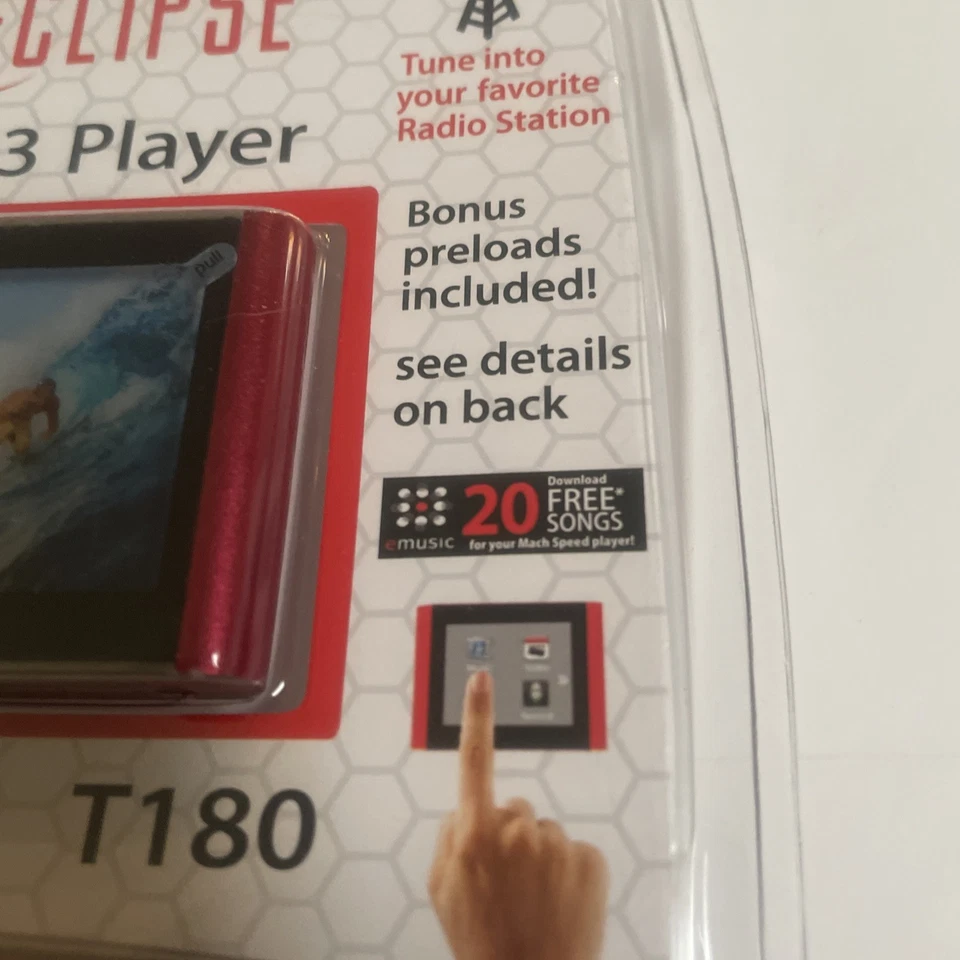 ECLIPSE
3 Player
Tune into
your favorite
Radio Station
pull
Bonus
preloads
included!
see details
on back
emusic
20
Download
FREE*
SONGS
for your Mach Speed player!
T180